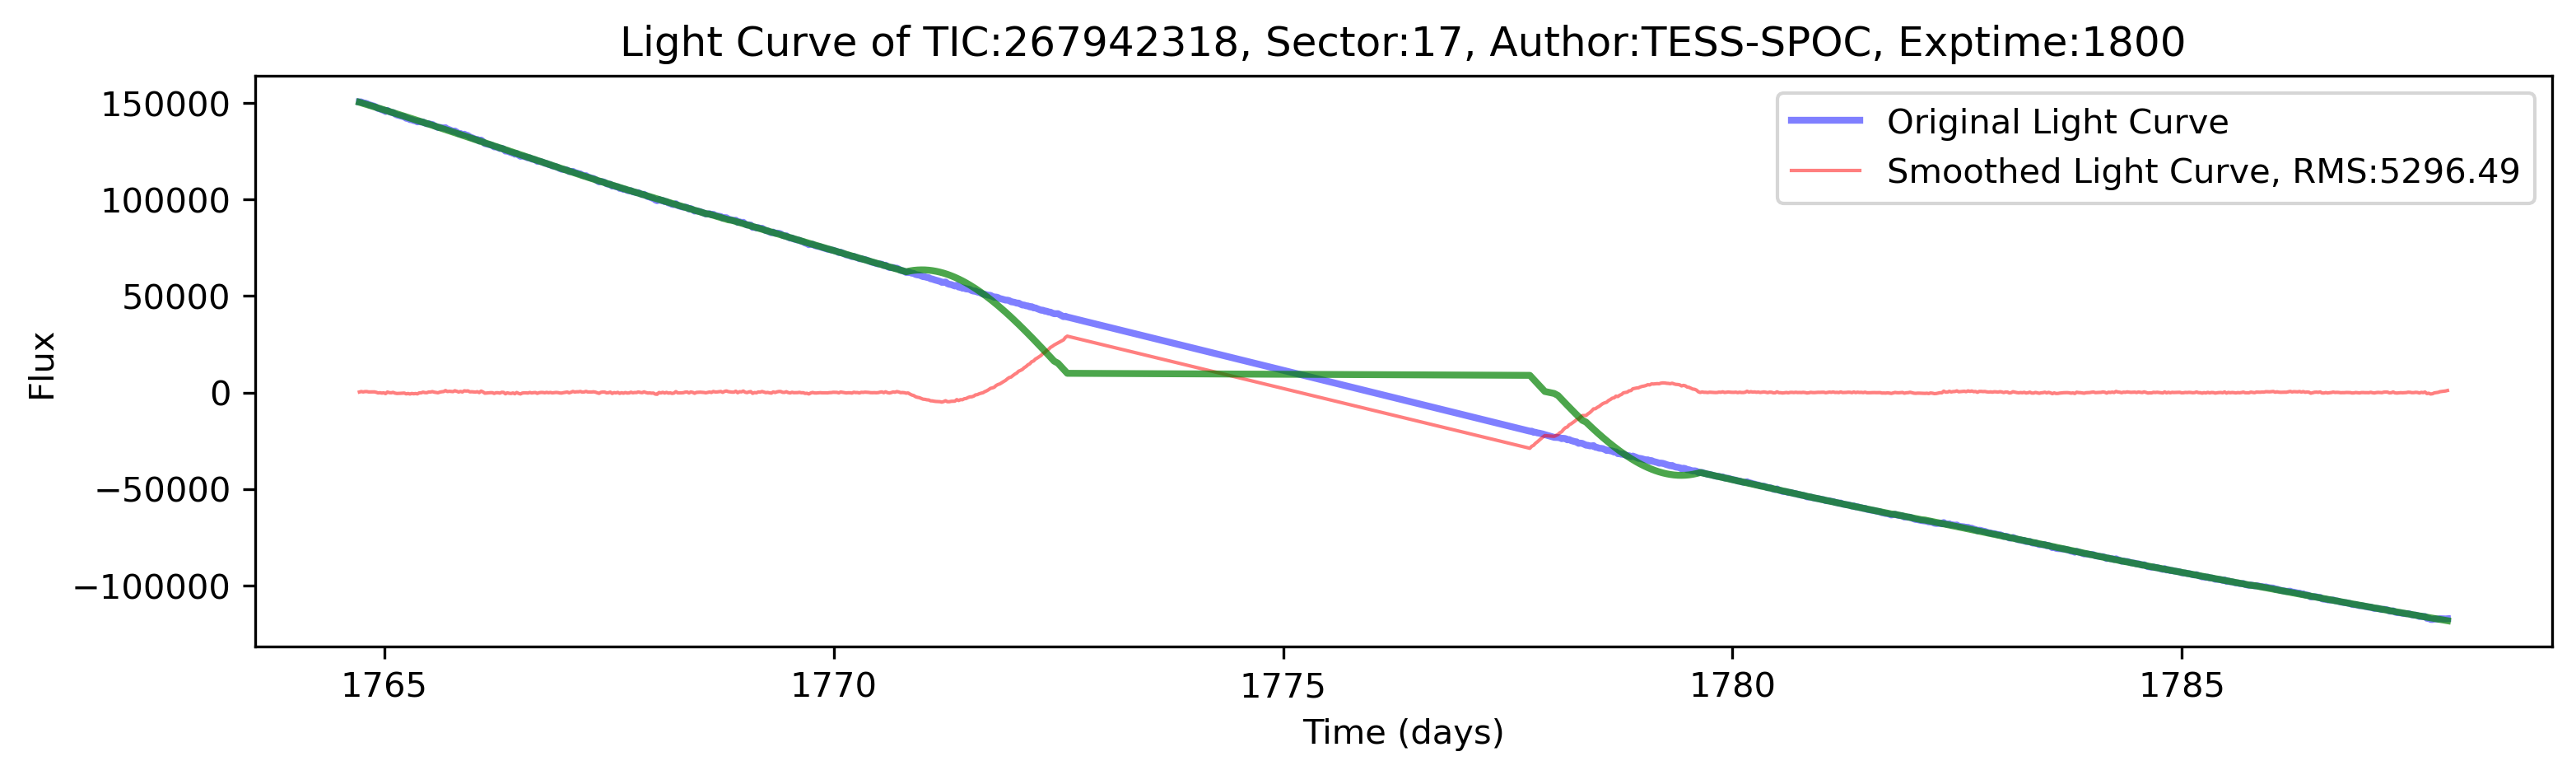 Light Curve of TIC:267942318, Sector:17, Author:TESS-SPOC, Exptime:1800
Original Light Curve
Smoothed Light Curve, RMS:5296.49
150000
100000
50000
0
−50000
−100000
Flux
1765 1770 1775 1780 1785
Time (days)